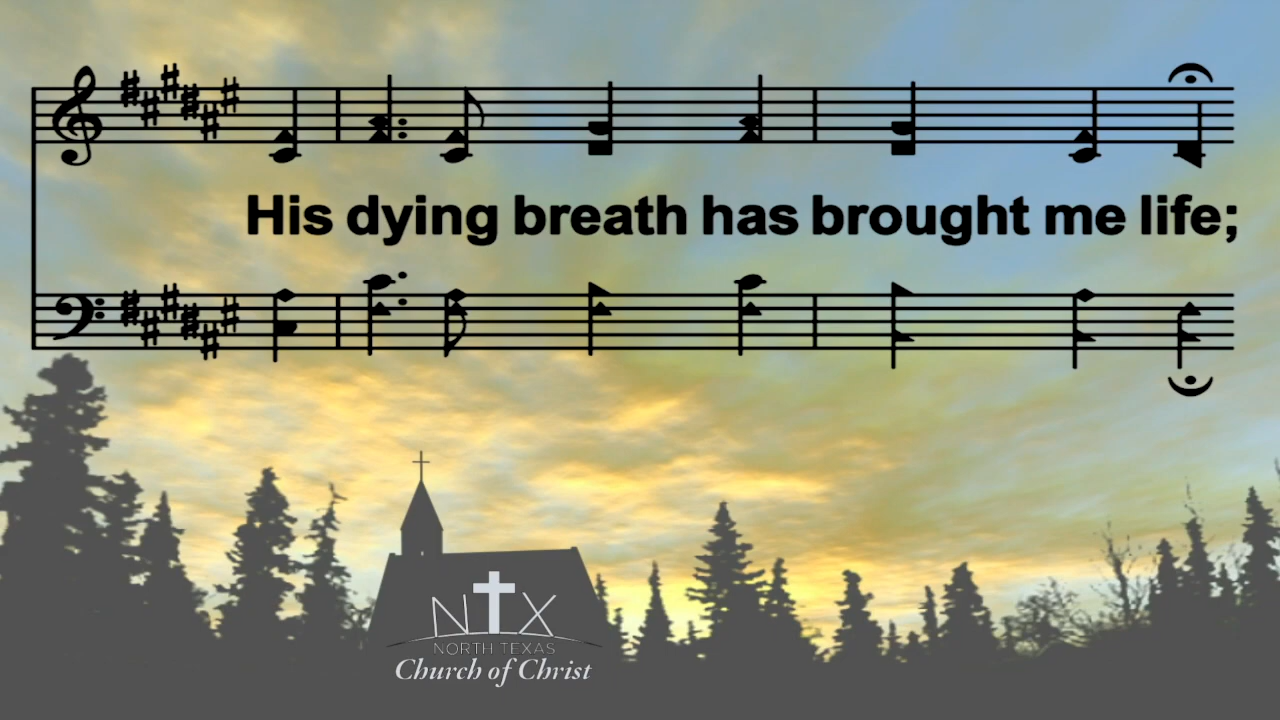 His dying breath has brought me life;
NTX
NORTH TEXAS
Church of Christ